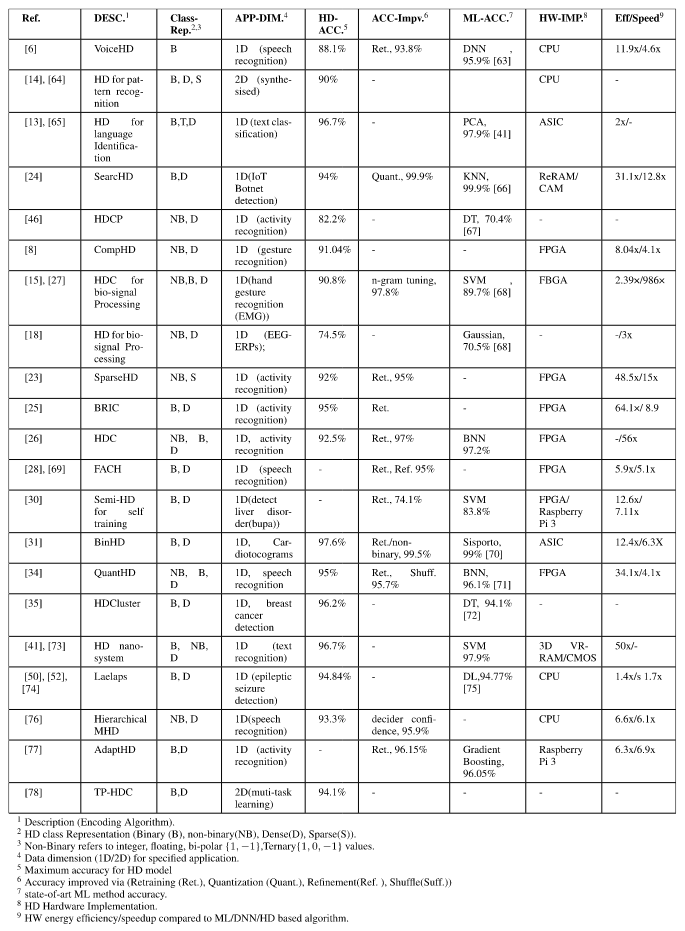 Ref. DESC.1 Class-Rep.2,3 APP-DIM.4 HD-ACC.5 ACC-Impv.6 ML-ACC.7 HW-IMP.8 Eff/Speed9
[6] VoiceHD B 1D (speech recognition) 88.1% Ret., 93.8% DNN , 95.9% [63] CPU 11.9x/4.6x
[14], [64] HD for pattern recognition B, D, S 2D (synthesised) 90% - CPU -
[13], [65] HD for language Identification B,T,D 1D (text classification) 96.7% - PCA, 97.9% [41] ASIC 2x/-
[24] SearcHD B,D 1D(IoT Botnet detection) 94% Quant., 99.9% KNN, 99.9% [66] ReRAM/CAM 31.1x/12.8x
[46] HDCP NB, D 1D (activity recognition) 82.2% - DT, 70.4% [67] - -
[8] CompHD NB, D 1D (gesture recognition) 91.04% - - FPGA 8.04x/4.1x
[15], [27] HDC for bio-signal Processing NB,B, D 1D(hand gesture recognition (EMG)) 90.8% n-gram tuning, 97.8% SVM , 89.7% [68] FBGA 2.39×/986×
[18] HD for bio-signal Processing NB, D 1D (EEG-ERPs); 74.5% - Gaussian, 70.5% [68] - -/3x
[23] SparseHD NB, S 1D (activity recognition) 92% Ret., 95% - FPGA 48.5x/15x
[25] BRIC B, D 1D (activity recognition) 95% Ret. FPGA 64.1×/ 8.9
[26] HDC NB, B, D 1D, activity recognition 92.5% Ret., 97% BNN 97.2% FPGA -/56x
[28], [69] FACH B, D 1D (speech recognition) - Ret., Ref. 95% - FPGA 5.9x/5.1x
[30] Semi-HD for self training B, D 1D(detect liver disorder(bupa)) - Ret., 74.1% SVM 83.8% FPGA/ Raspberry Pi 3 12.6x/ 7.11x
[31] BinHD B, D 1D, Cardiotocograms 97.6% Ret./non-binary, 99.5% Sisporto, 99% [70] ASIC 12.4x/6.3X
[34] QuantHD NB, B, D 1D, speech recognition 95% Ret., Shuff. 95.7% BNN, 96.1% [71] FPGA 34.1x/4.1x
[35] HDCluster B, D 1D, breast cancer detection 96.2% - DT, 94.1% [72] - -
[41], [73] HD nano-system B, NB, D 1D (text recognition) 96.7% - SVM 97.9% 3D VR-RAM/CMOS 50x/-
[50], [52], [74] Laelaps B, D 1D (epileptic seizure detection) 94.84% - DL,94.77% [75] CPU 1.4x/s 1.7x
[76] Hierarchical MHD NB, D 1D(speech recognition) 93.3% decider confidence, 95.9% - CPU 6.6x/6.1x
[77] AdaptHD B,D 1D (activity recognition) - Ret., 96.15% Gradient Boosting, 96.05% Raspberry Pi 3 6.3x/6.9x
[78] TP-HDC B,D 2D(muti-task learning) 94.1% - - - -
1 Description (Encoding Algorithm).
2 HD class Representation (Binary (B), non-binary(NB), Dense(D), Sparse(S)).
3 Non-Binary refers to integer, floating, bi-polar {1, −1},Ternary{1, 0, −1} values.
4 Data dimension (1D/2D) for specified application.
5 Maximum accuracy for HD model
6 Accuracy improved via (Retraining (Ret.), Quantization (Quant.), Refinement(Ref. ), Shuffle(Suff.))
7 state-of-art ML method accuracy.
8 HD Hardware Implementation.
9 HW energy efficiency/speedup compared to ML/DNN/HD based algorithm.